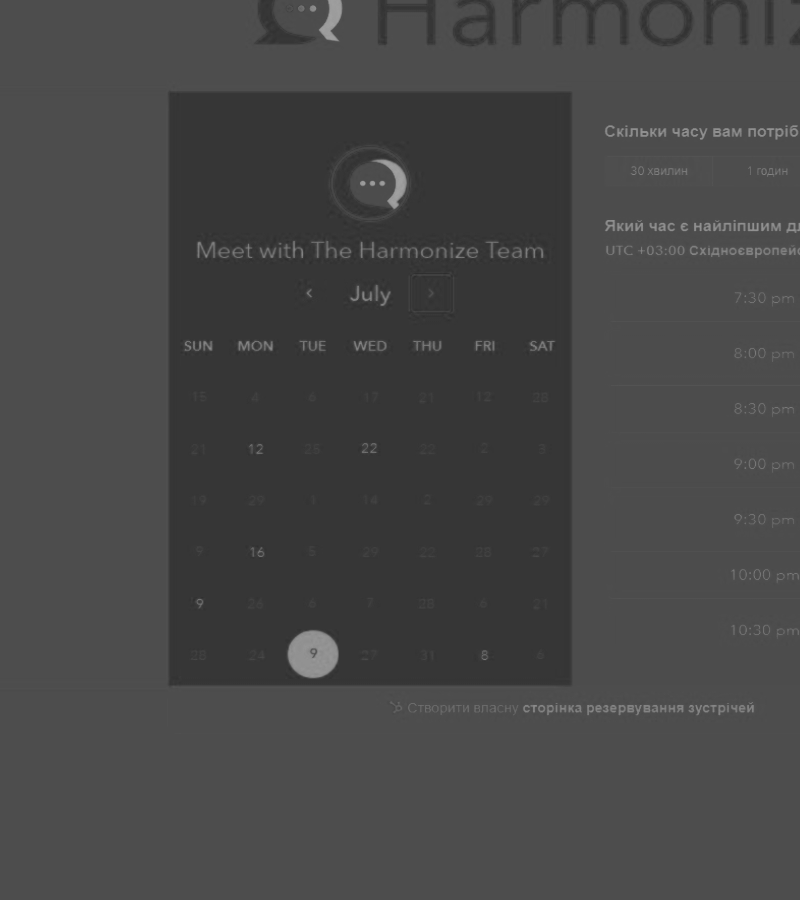 Harmoniz
Meet with The Harmonize Team
July
SUN MON TUE WED THU FRI SAT
15 4 6 17 21 12 28
21 12 23 22 22 2 3
19 29 1 14 2 29 29
9 16 5 29 22 28 27
9 26 6 7 28 6 21
28 24 9 27 31 8 6
Скільки часу вам потріб
30 хвилин 1 годин
Який час є найліпшим д
UTC +03:00 Східноєвропейс
7:30 pm
8:00 pm
8:30 pm
9:00 pm
9:30 pm
10:00 pm
10:30 pm
Створити власну сторінка резервування зустрічей